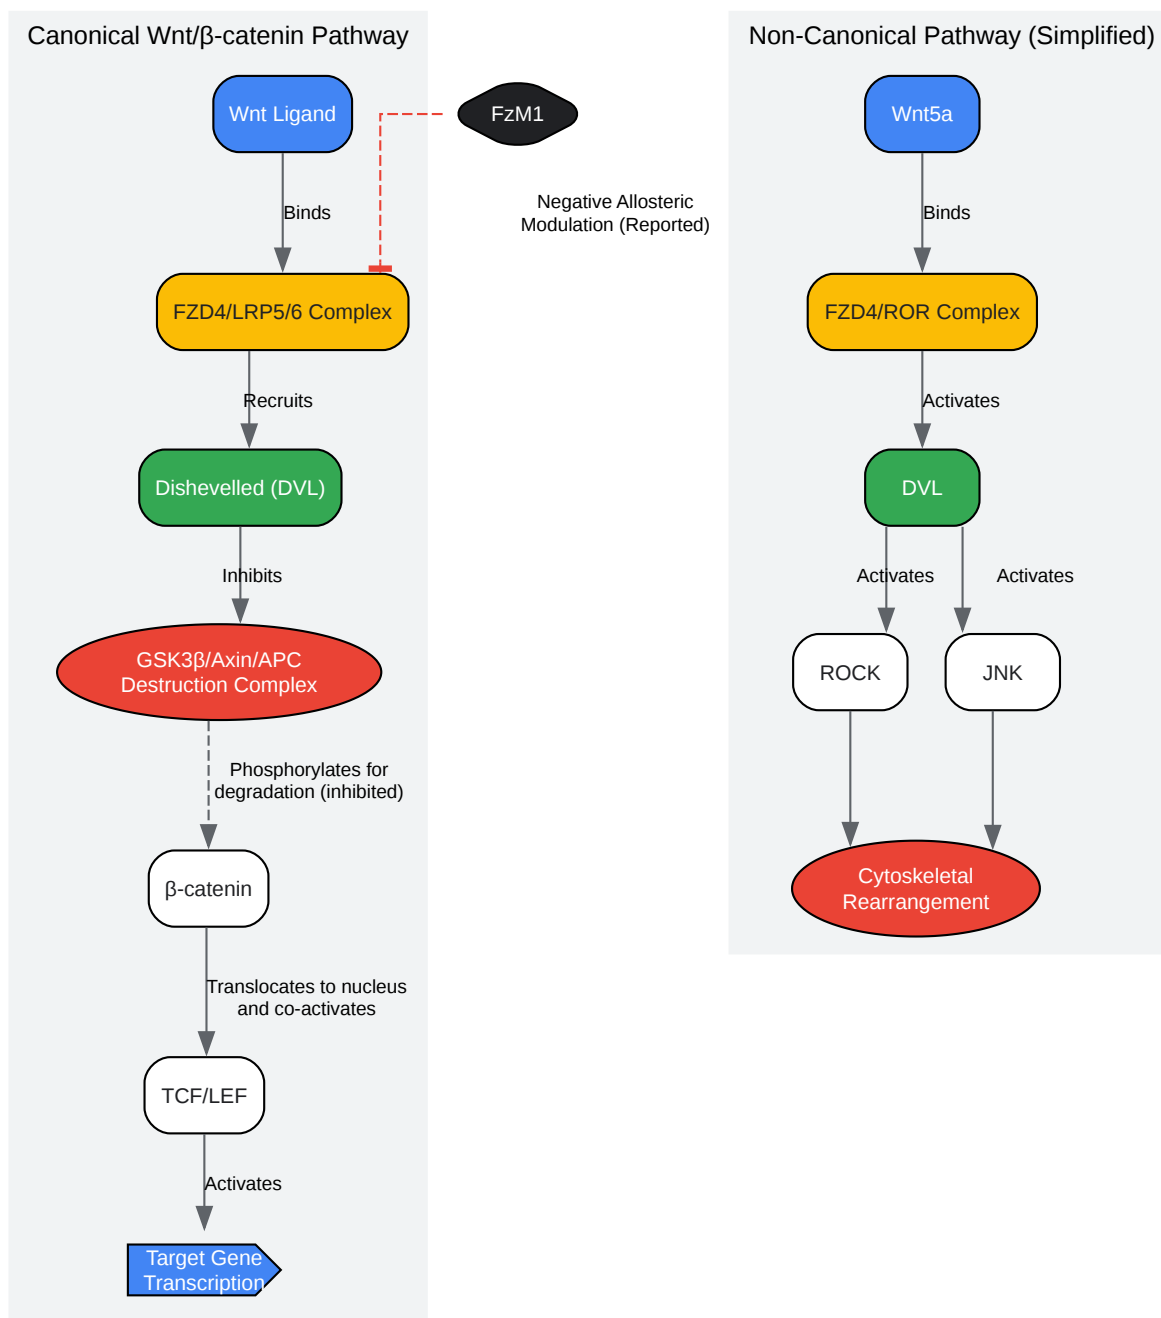 Canonical Wnt/β-catenin Pathway
Wnt Ligand
Binds
FZD4/LRP5/6 Complex
Recruits
Dishevelled (DVL)
Inhibits
GSK3β/Axin/APC
Destruction Complex
Phosphorylates for
degradation (inhibited)
β-catenin
Translocates to nucleus
and co-activates
TCF/LEF
Activates
Target Gene
Transcription
FzM1
Negative Allosteric
Modulation (Reported)
Non-Canonical Pathway (Simplified)
Wnt5a
Binds
FZD4/ROR Complex
Activates
DVL
Activates
Activates
ROCK
JNK
Cytoskeletal
Rearrangement